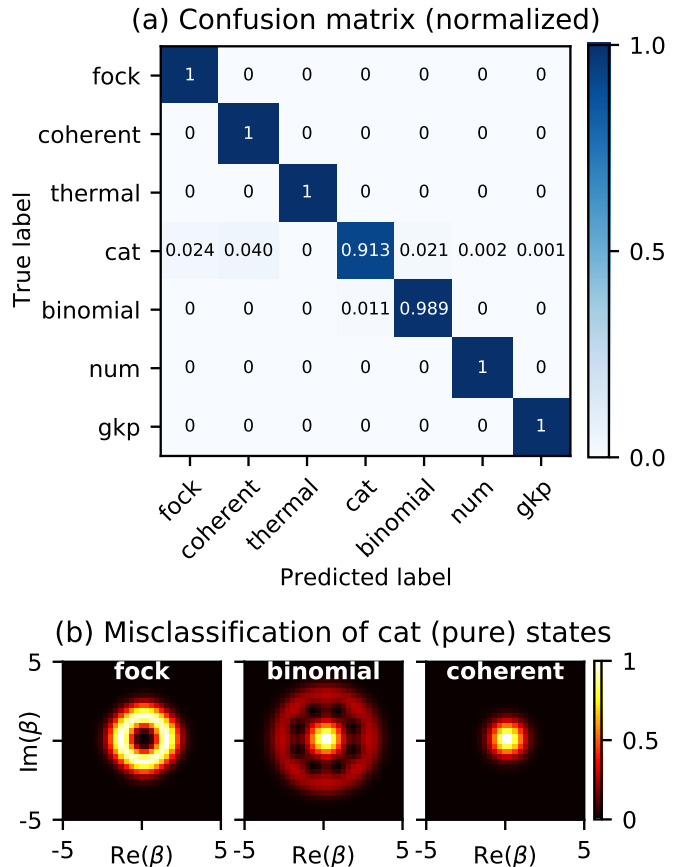 (a) Confusion matrix (normalized)
True label
fock 1 0 0 0 0 0 0
coherent 0 1 0 0 0 0 0
thermal 0 0 1 0 0 0 0
cat 0.024 0.040 0 0.913 0.021 0.002 0.001
binomial 0 0 0 0.011 0.989 0 0
num 0 0 0 0 0 1 0
gkp 0 0 0 0 0 0 1
1.0
0.5
0.0
fock coherent thermal cat binomial num gkp
Predicted label
(b) Misclassification of cat (pure) states
fock binomial coherent
5
Im(β)
-5
1
0.5
0
-5 Re(β) 5 -5 Re(β) 5 -5 Re(β) 5